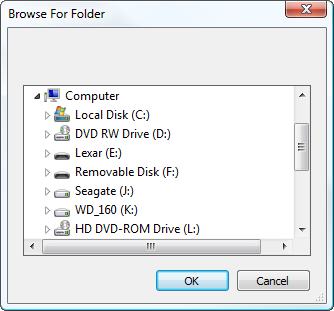 Browse For Folder
Computer
Local Disk (C:)
DVD RW Drive (D:)
Lexar (E:)
Removable Disk (F:)
Seagate (J:)
WD_160 (K:)
HD DVD-ROM Drive (L:)
OK
Cancel